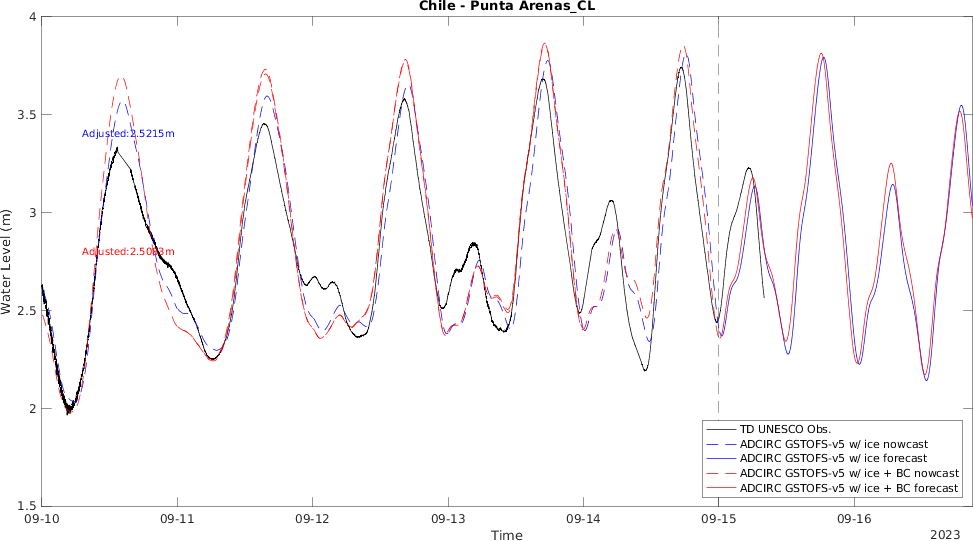 Chile - Punta Arenas_CL
Water Level (m)
4
3.5
3
2.5
2
1.5
Adjusted:2.5215m
Adjusted:2.5083m
TD UNESCO Obs.
ADCIRC GSTOFS-v5 w/ ice nowcast
ADCIRC GSTOFS-v5 w/ ice forecast
ADCIRC GSTOFS-v5 w/ ice + BC nowcast
ADCIRC GSTOFS-v5 w/ ice + BC forecast
09-10 09-11 09-12 09-13 09-14 09-15 09-16
Time
2023